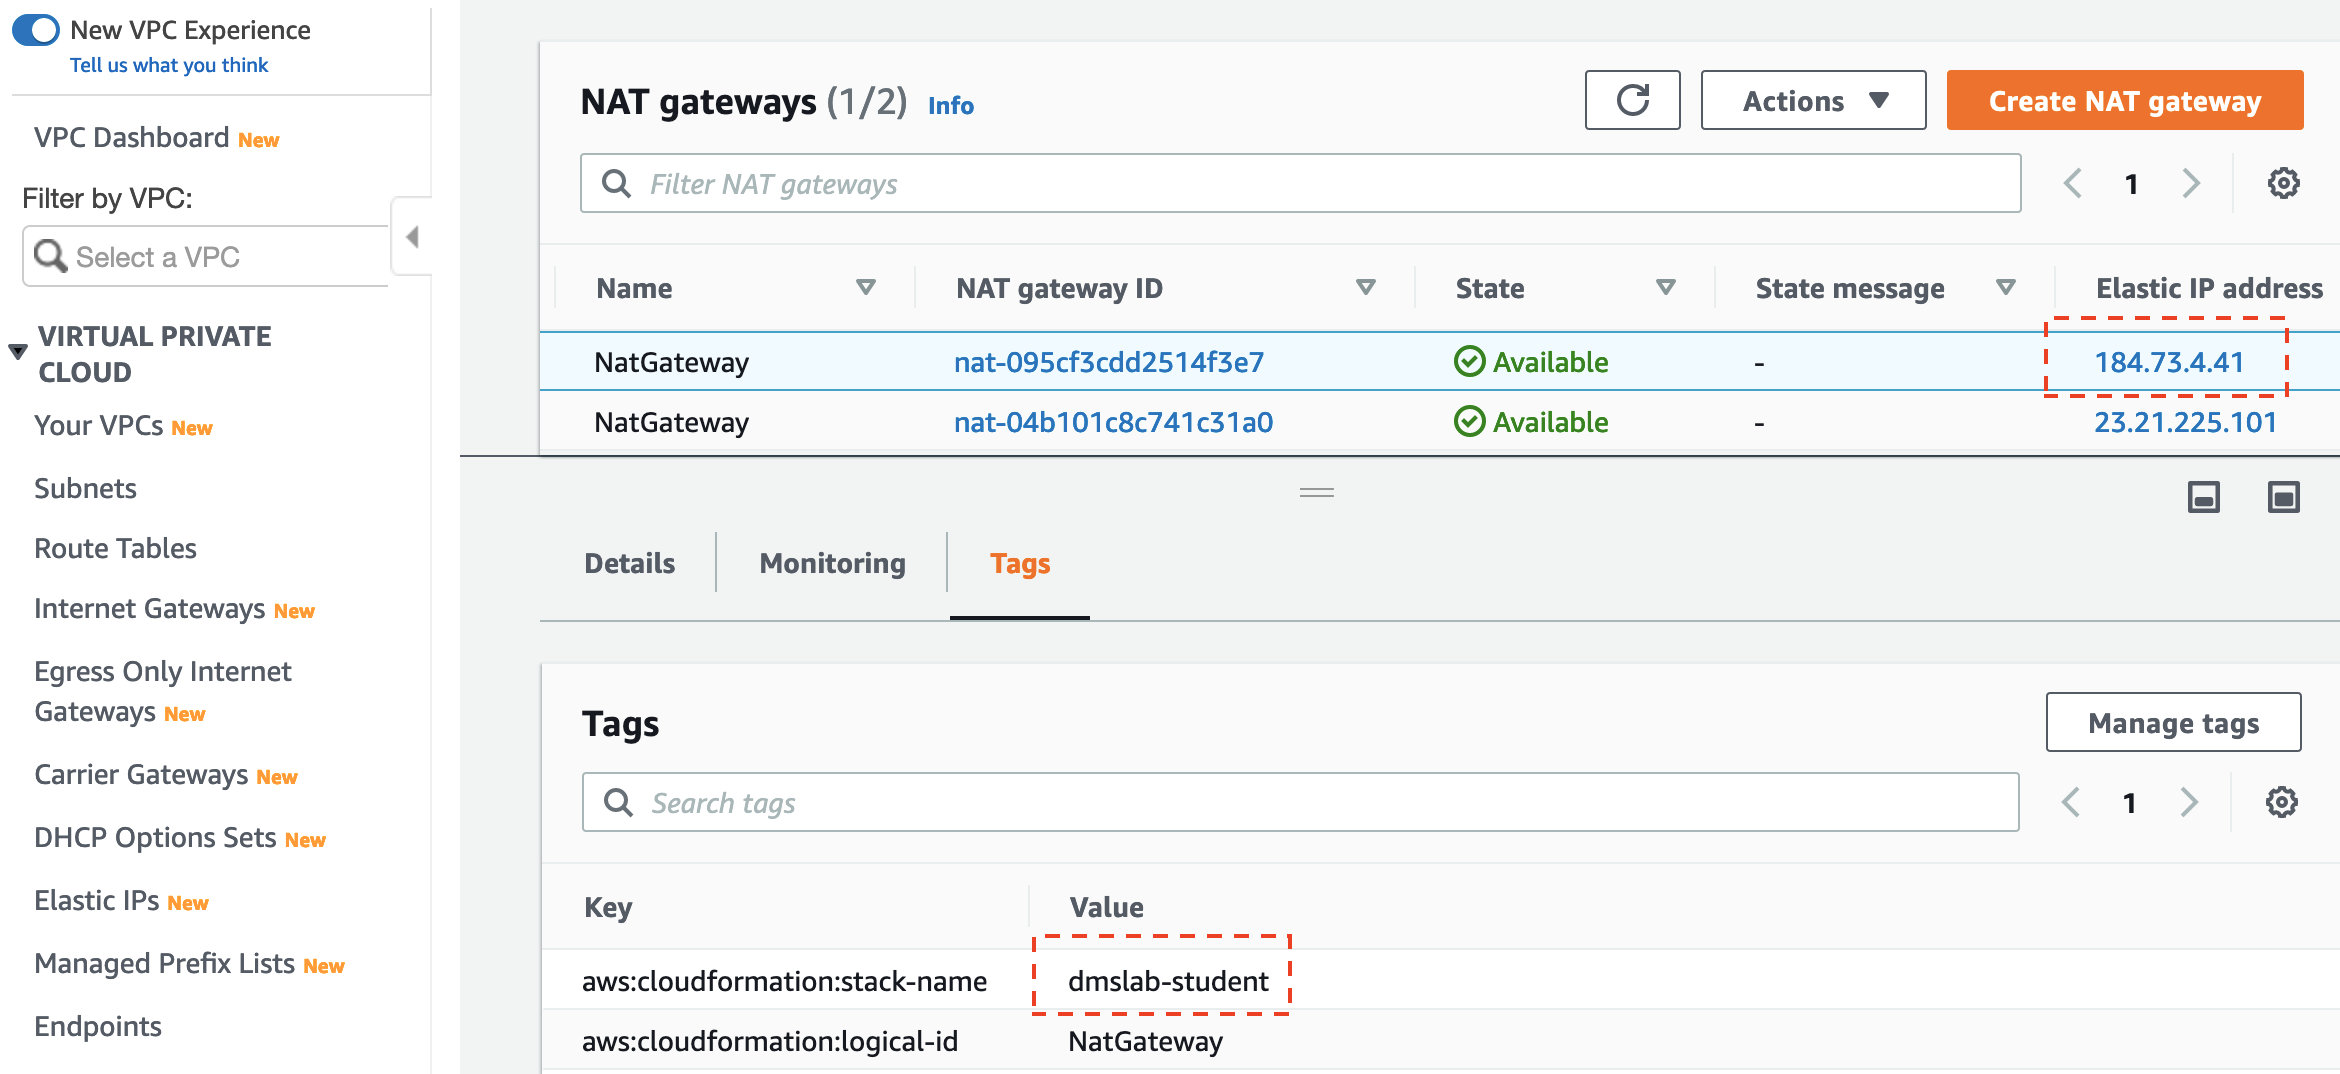 New VPC Experience
Tell us what you think
VPC Dashboard New
Filter by VPC:
Select a VPC
VIRTUAL PRIVATE
CLOUD
Your VPCs New
Subnets
Route Tables
Internet Gateways New
Egress Only Internet
Gateways New
Carrier Gateways New
DHCP Options Sets New
Elastic IPs New
Managed Prefix Lists New
Endpoints
NAT gateways (1/2) Info
Actions
Create NAT gateway
Filter NAT gateways
1
Name NAT gateway ID State State message Elastic IP address
NatGateway nat-095cf3cdd2514f3e7 Available - 184.73.4.41
NatGateway nat-04b101c8c741c31a0 Available - 23.21.225.101
Details Monitoring Tags
Tags
Manage tags
Search tags
1
Key Value
aws:cloudformation:stack-name dmslab-student
aws:cloudformation:logical-id NatGateway